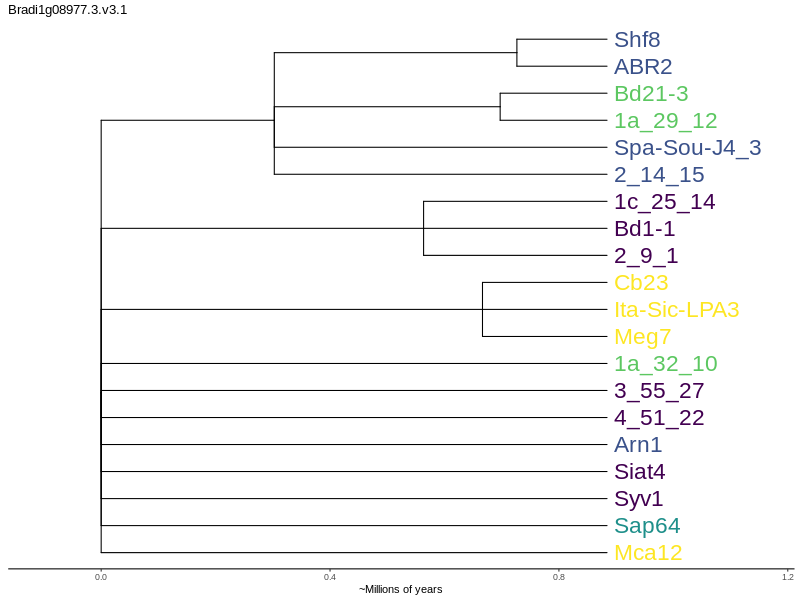 Bradi1g08977.3.v3.1
Shf8
ABR2
Bd21-3
1a_29_12
Spa-Sou-J4_3
2_14_15
1c_25_14
Bd1-1
2_9_1
Cb23
Ita-Sic-LPA3
Meg7
1a_32_10
3_55_27
4_51_22
Arn1
Siat4
Syv1
Sap64
Mca12
0.0 0.4 0.8 1.2
~Millions of years